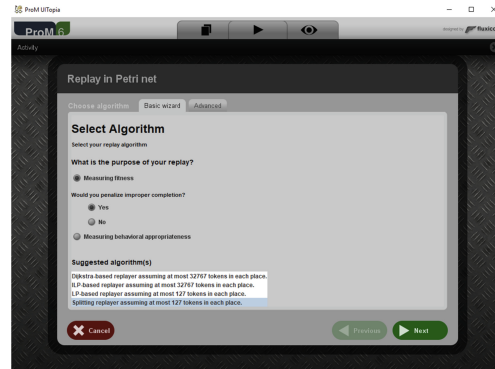 ProM UITopia
ProM 6
designed by fluxicon
Activity
Replay in Petri net
Choose algorithm Basic wizard Advanced
Select Algorithm
Select your replay algorithm
What is the purpose of your replay?
Measuring fitness
Would you penalize improper completion?
Yes
No
Measuring behavioral appropriateness
Suggested algorithm(s)
Dijkstra-based replayer assuming at most 32767 tokens in each place.
ILP-based replayer assuming at most 32767 tokens in each place.
LP-based replayer assuming at most 127 tokens in each place.
Splitting replayer assuming at most 127 tokens in each place.
Cancel Previous Next